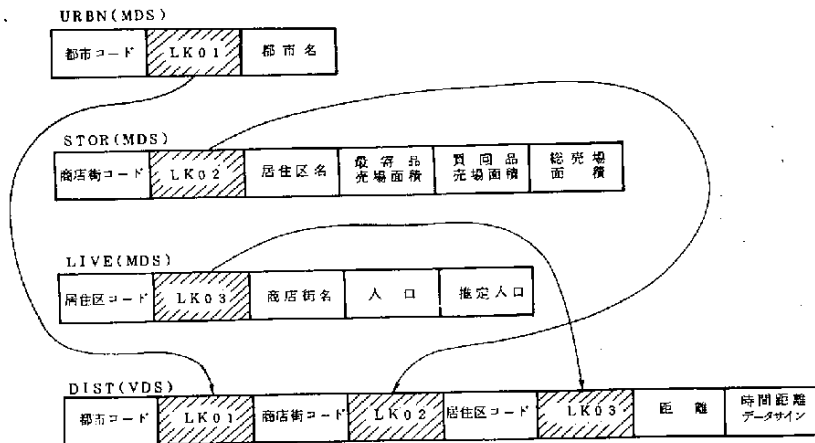 URBN(MDS)
都市コード LK01 都市名
STOR(MDS)
商店街コード LK02 居住区名 最寄品売場面積 買回品売場面積 総売場面積
LIVE(MDS)
居住区コード LK03 商店街名 人口 推定人口
DIST(VDS)
都市コード LK01 商店街コード LK02 居住区コード LK03 距離 時間距離データサイン